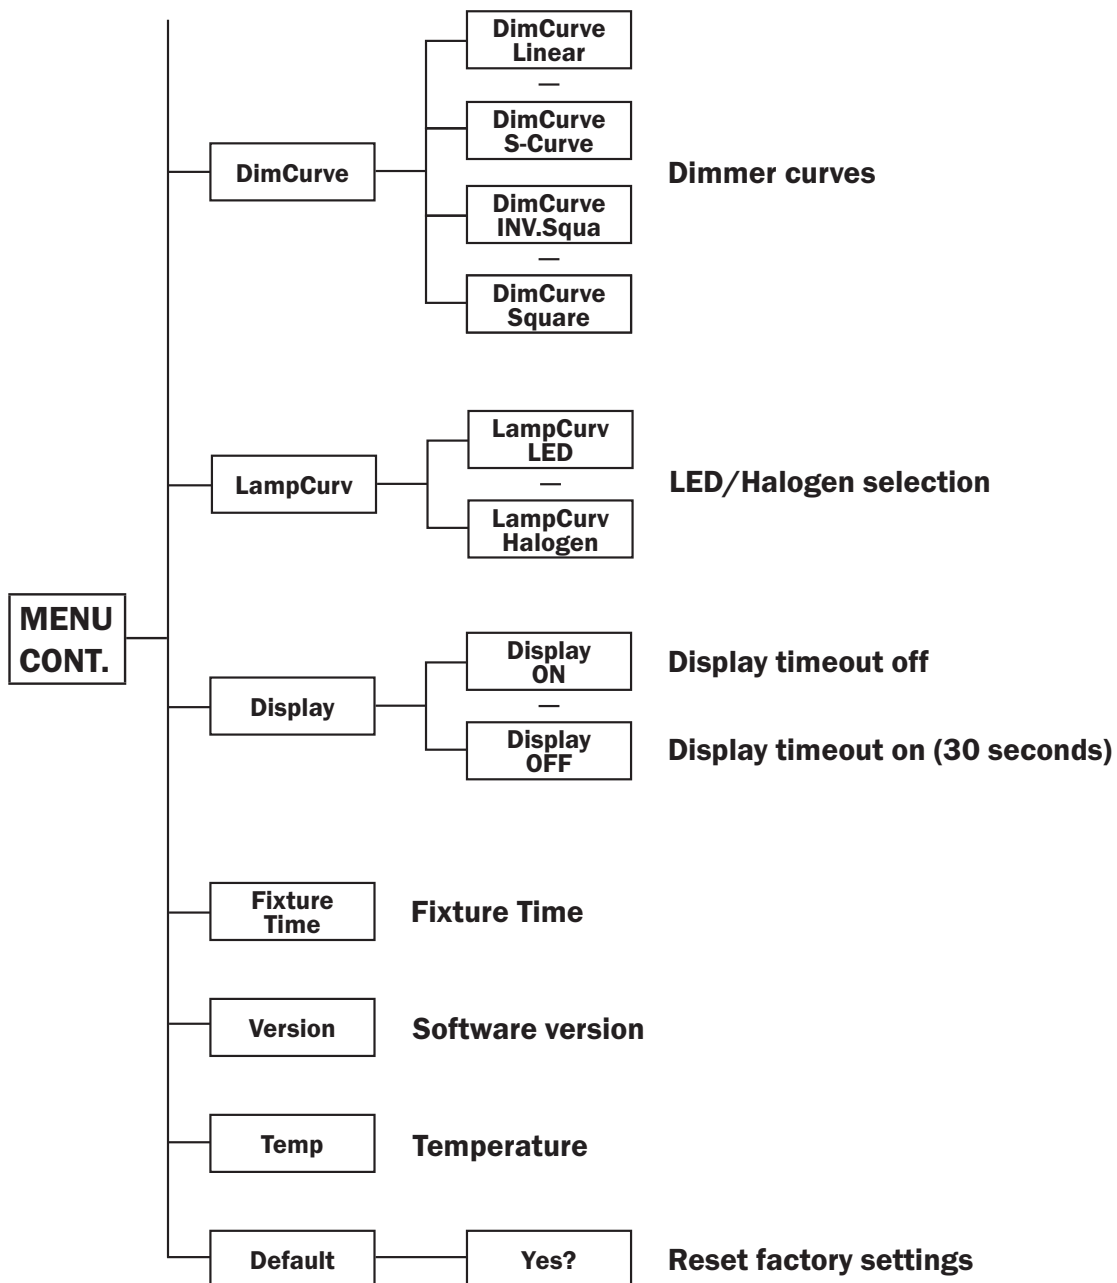 DimCurve
Linear
—
DimCurve
S-Curve
DimCurve
Dimmer curves
DimCurve
INV.Squa
—
DimCurve
Square
LampCurv
LED
—
LampCurv
LED/Halogen selection
LampCurv
Halogen
MENU
CONT.
Display
ON
Display timeout off
—
Display
Display
OFF
Display timeout on (30 seconds)
Fixture
Time
Fixture Time
Version
Software version
Temp
Temperature
Default
Yes?
Reset factory settings